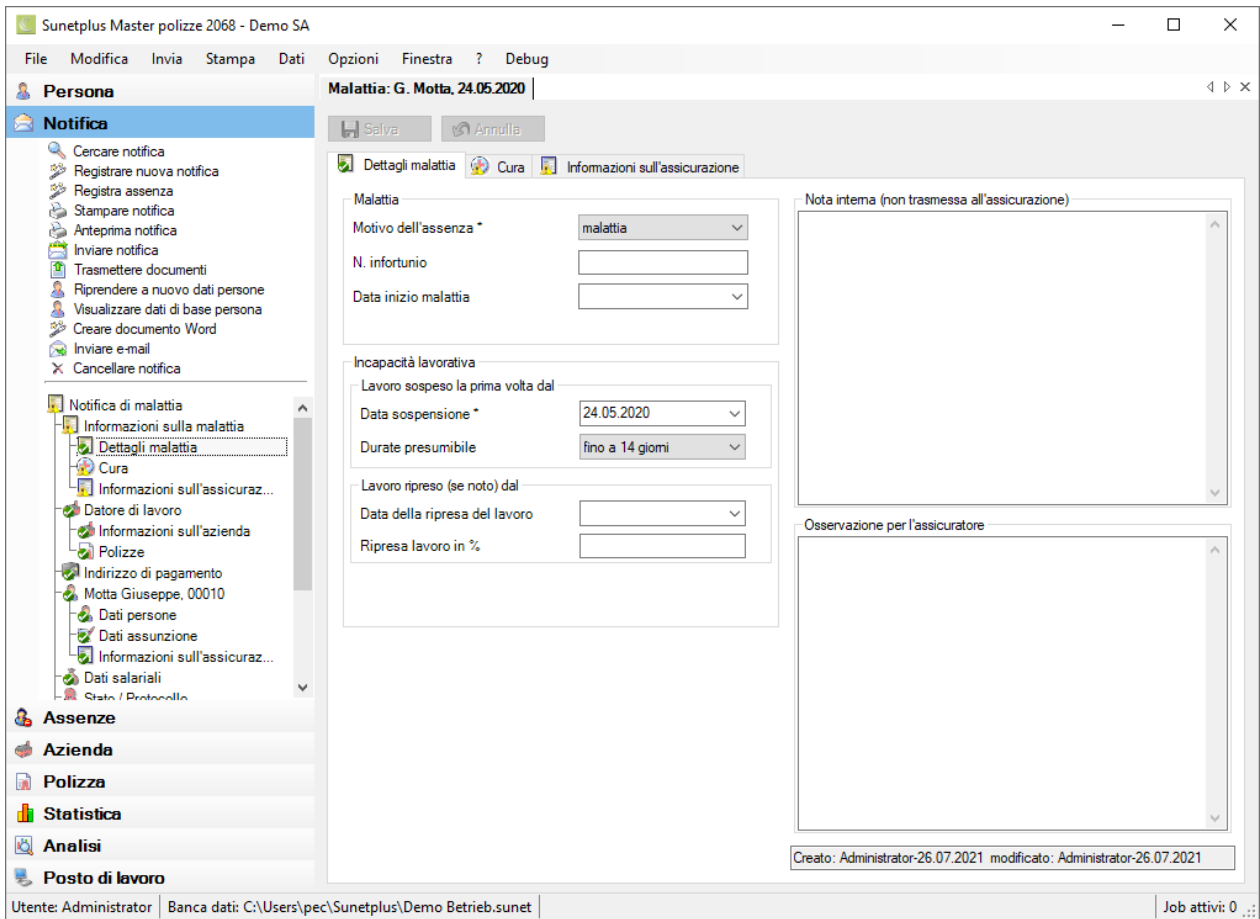 Sunetplus Master polizze 2068 - Demo SA
File Modifica Invia Stampa Dati Opzioni Finestra ? Debug
Persona
Notifica
Cercare notifica
Registrare nuova notifica
Registra assenza
Stampare notifica
Anteprima notifica
Inviare notifica
Trasmettere documenti
Riprendere a nuovo dati persone
Visualizzare dati di base persona
Creare documento Word
Inviare e-mail
Cancellare notifica
Notifica di malattia
Informazioni sulla malattia
Dettagli malattia
Cura
Informazioni sull'assicuraz...
Datore di lavoro
Informazioni sull'azienda
Polizze
Indirizzo di pagamento
Motta Giuseppe, 00010
Dati persone
Dati assunzione
Informazioni sull'assicuraz...
Dati salariali
Stato / Protocollo
Assenze
Azienda
Polizza
Statistica
Analisi
Posto di lavoro
Malattia: G. Motta, 24.05.2020
Salva Annulla
Dettagli malattia Cura Informazioni sull'assicurazione
Malattia
Motivo dell'assenza * malattia
N. infortunio
Data inizio malattia
Incapacità lavorativa
Lavoro sospeso la prima volta dal
Data sospensione * 24.05.2020
Durate presumibile fino a 14 giorni
Lavoro ripreso (se noto) dal
Data della ripresa del lavoro
Ripresa lavoro in %
Nota interna (non trasmessa all'assicurazione)
Osservazione per l'assicuratore
Creato: Administrator-26.07.2021 modificato: Administrator-26.07.2021
Utente: Administrator Banca dati: C:\Users\pec\Sunetplus\Demo Betrieb.sunet Job attivi: 0